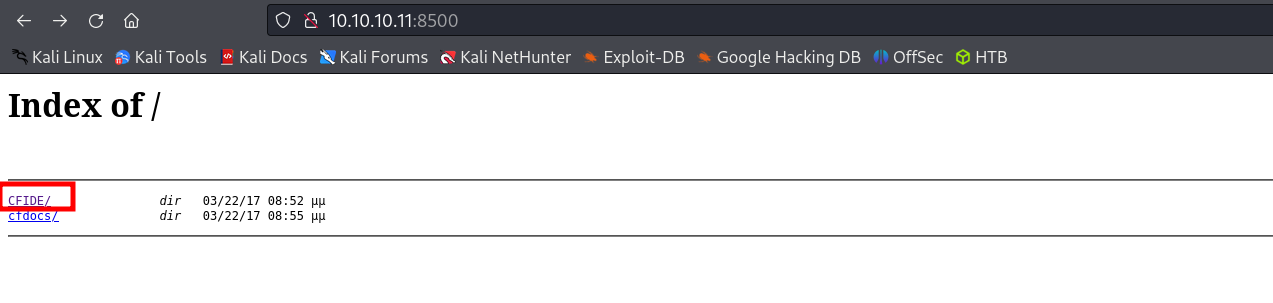 10.10.10.11:8500
Kali Linux Kali Tools Kali Docs Kali Forums Kali NetHunter Exploit-DB Google Hacking DB OffSec HTB
Index of /
CFIDE/ dir 03/22/17 08:52 μμ
cfdocs/ dir 03/22/17 08:55 μμ